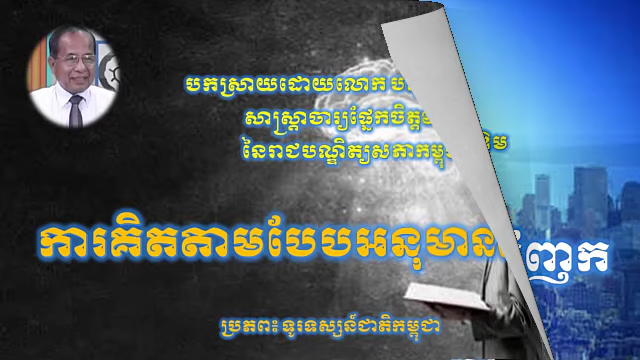 បកស្រាយដោយលោក
សាស្ត្រាចារ្យផ្នែកចិត្ត
នៃរាជបណ្ឌិត្យសភាកម្ពុជា
ការគិតតាមបែបអនុមាន
ប្រភព៖ ទូរទស្សន៍ជាតិកម្ពុជា